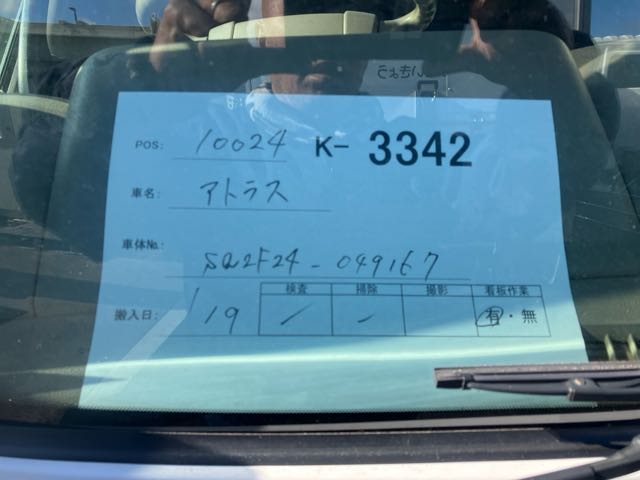 POS: 10024 K- 3342
車名: アトラス
車体No. SQ2F24-049167
検査 掃除 撮影 看板作業
搬入日: 1/19 有・無